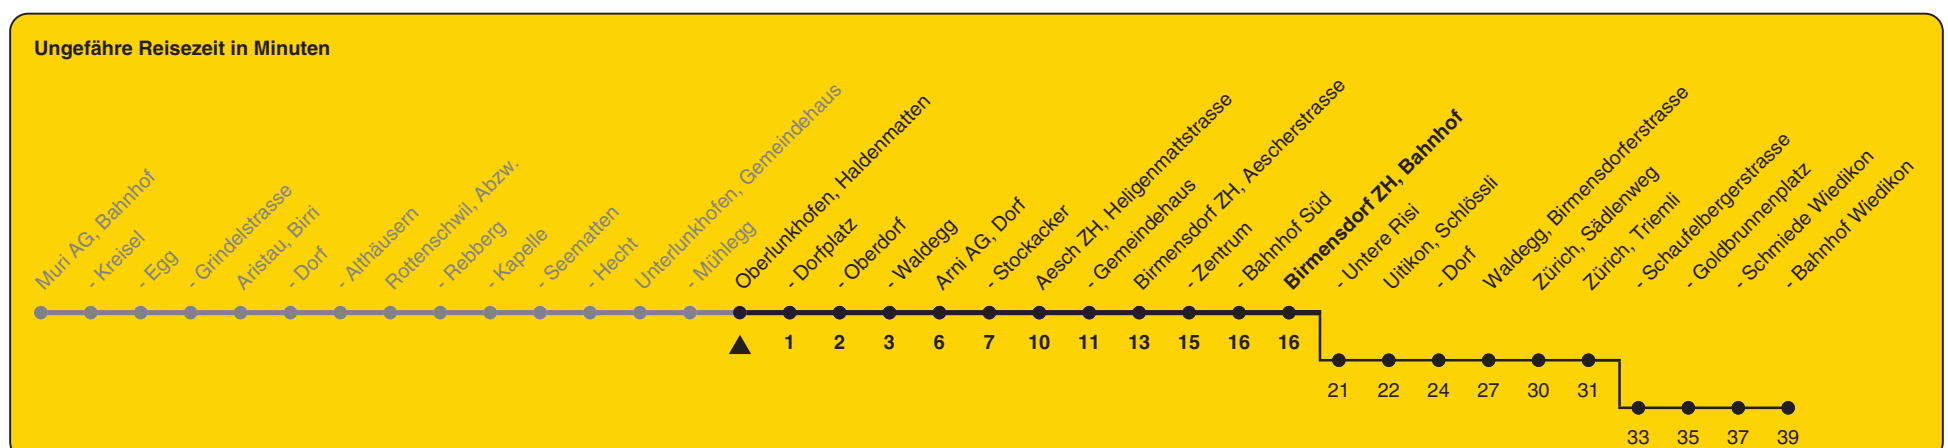 Ungefähre Reisezeit in Minuten
Muri AG, Bahnhof
- Kreisel
- Egg
- Grindelstrasse
Aristau, Birri
- Dorf
- Althäusern
Rottenschwil, Abzw.
- Rebberg
- Kapelle
- Seematten
- Hecht
Unterlunkhofen, Gemeindehaus
- Mühlegg
Oberlunkhofen, Haldenmatten
- Dorfplatz
- Oberdorf
- Waldegg
Arni AG, Dorf
- Stockacker
Aesch ZH, Heligenmattstrasse
- Gemeindehaus
Birmensdorf ZH, Aescherstrasse
- Zentrum
- Bahnhof Süd
Birmensdorf ZH, Bahnhof
- Untere Risi
Uitikon, Schlössli
- Dorf
Waldegg, Birmensdorferstrasse
Zürich, Sädlenweg
Zürich, Triemli
- Schaufelbergerstrasse
- Goldbrunnenplatz
- Schmiede Wiedikon
- Bahnhof Wiedikon
1 2 3 6 7 10 11 13 15 16 16
21 22 24 27 30 31
33 35 37 39